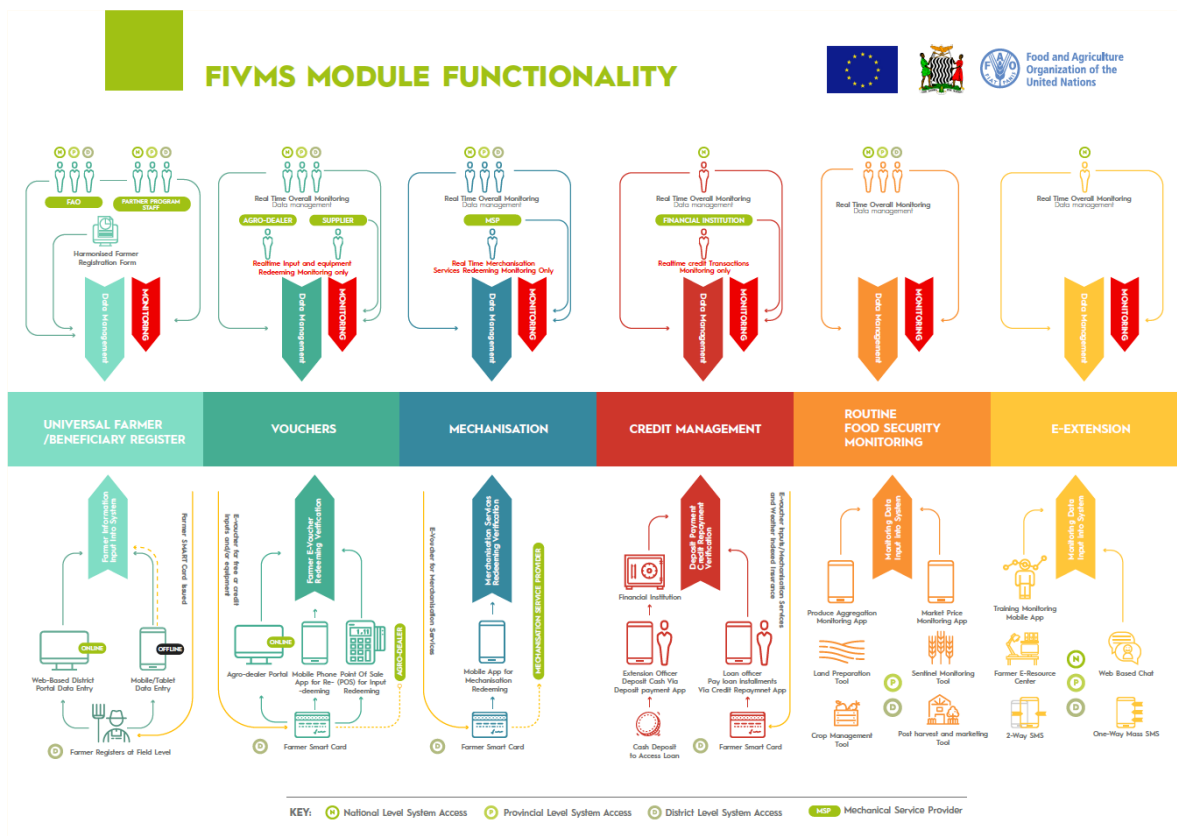 FIVMS MODULE FUNCTIONALITY
Food and Agriculture
Organization of the
United Nations
N P D
N P D
FAO
PARTNER PROGRAM
STAFF
Harmonised Farmer
Registration Form
Data Management
MONITORING
N P D
Real Time Overall Monitoring
Data management
AGRO-DEALER
SUPPLIER
Realtime Input and equipment
Redeeming Monitoring only
Data Management
MONITORING
N P D
Real Time Overall Monitoring
Data management
MSP
Real Time Merchanisation
Services Redeeming Monitoring Only
Data Management
MONITORING
N
Real Time Overall Monitoring
Data management
FINANCIAL INSTITUTION
Realtime credit Transactions
Monitoring only
Data Management
MONITORING
N P D
Real Time Overall Monitoring
Data management
Data Management
MONITORING
N
Real Time Overall Monitoring
Data management
Data Management
MONITORING
UNIVERSAL FARMER
/BENEFICIARY REGISTER
VOUCHERS
MECHANISATION
CREDIT MANAGEMENT
ROUTINE
FOOD SECURITY
MONITORING
E-EXTENSION
Farmer Information
Input Into System
Farmer SMART Card Issued
ONLINE
OFFLINE
Web-Based District
Portal Data Entry
Mobile/Tablet
Data Entry
D
Farmer Registers at Field Level
E-voucher for free or credit
inputs and/or equipment
Farmer E-Voucher
Redeeming Verification
ONLINE
1.11
Agro-dealer Portal
Mobile Phone
App for Re-
-deeming
Point Of Sale
(POS) for Input
Redeeming
AGRO-DEALER
D
Farmer Smart Card
E-Voucher for Merchanisation Services
Merchanisation Services
Redeeming Verification
MECHANISATION SERVICE PROVIDER
Mobile App for
Mechanisation
Redeeming
D
Farmer Smart Card
Deposit Payment
Credit Repayment
Verification
E-voucher Inputs/Mechanisation Services
and Weather Indexed Insurance
Financial Institution
Extension Officer
Deposit Cash Via
Deposit payment App
Loan officer
Pay loan installments
Via Credit Repaymnet App
Cash Deposit
to Access Loan
D
Farmer Smart Card
Monitoring Data
Input Into System
Produce Aggregation
Monitoring App
Market Price
Monitoring App
Land Preparation
Tool
Sentinel Monitoring
Tool
P
D
Crop Management
Tool
Post harvest and marketing
Tool
Monitoring Data
Input Into System
Training Monitoring
Mobile App
Farmer E-Resource
Center
Web Based Chat
N
P
D
2-Way SMS
One-Way Mass SMS
KEY:
N National Level System Access
P Provincial Level System Access
D District Level System Access
MSP Mechanical Service Provider